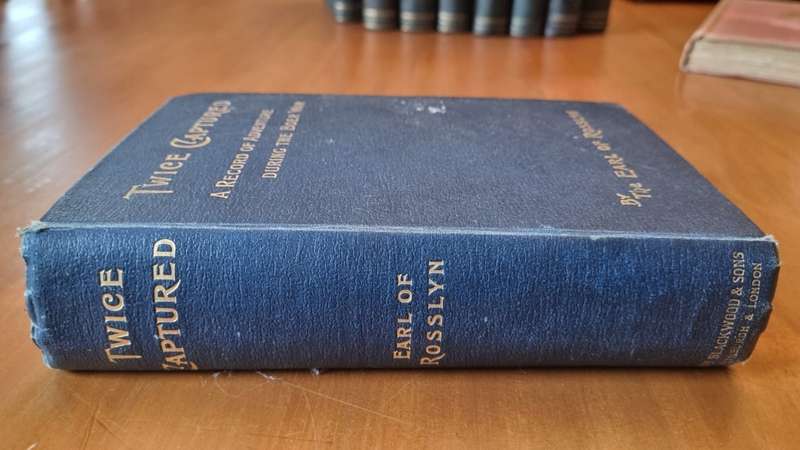 Twice Captured
A Record of Adventure
during the Boer War
By
The Earl of Rosslyn
Twice
Captured
Earl of
Rosslyn
Blackwood & Sons
& London